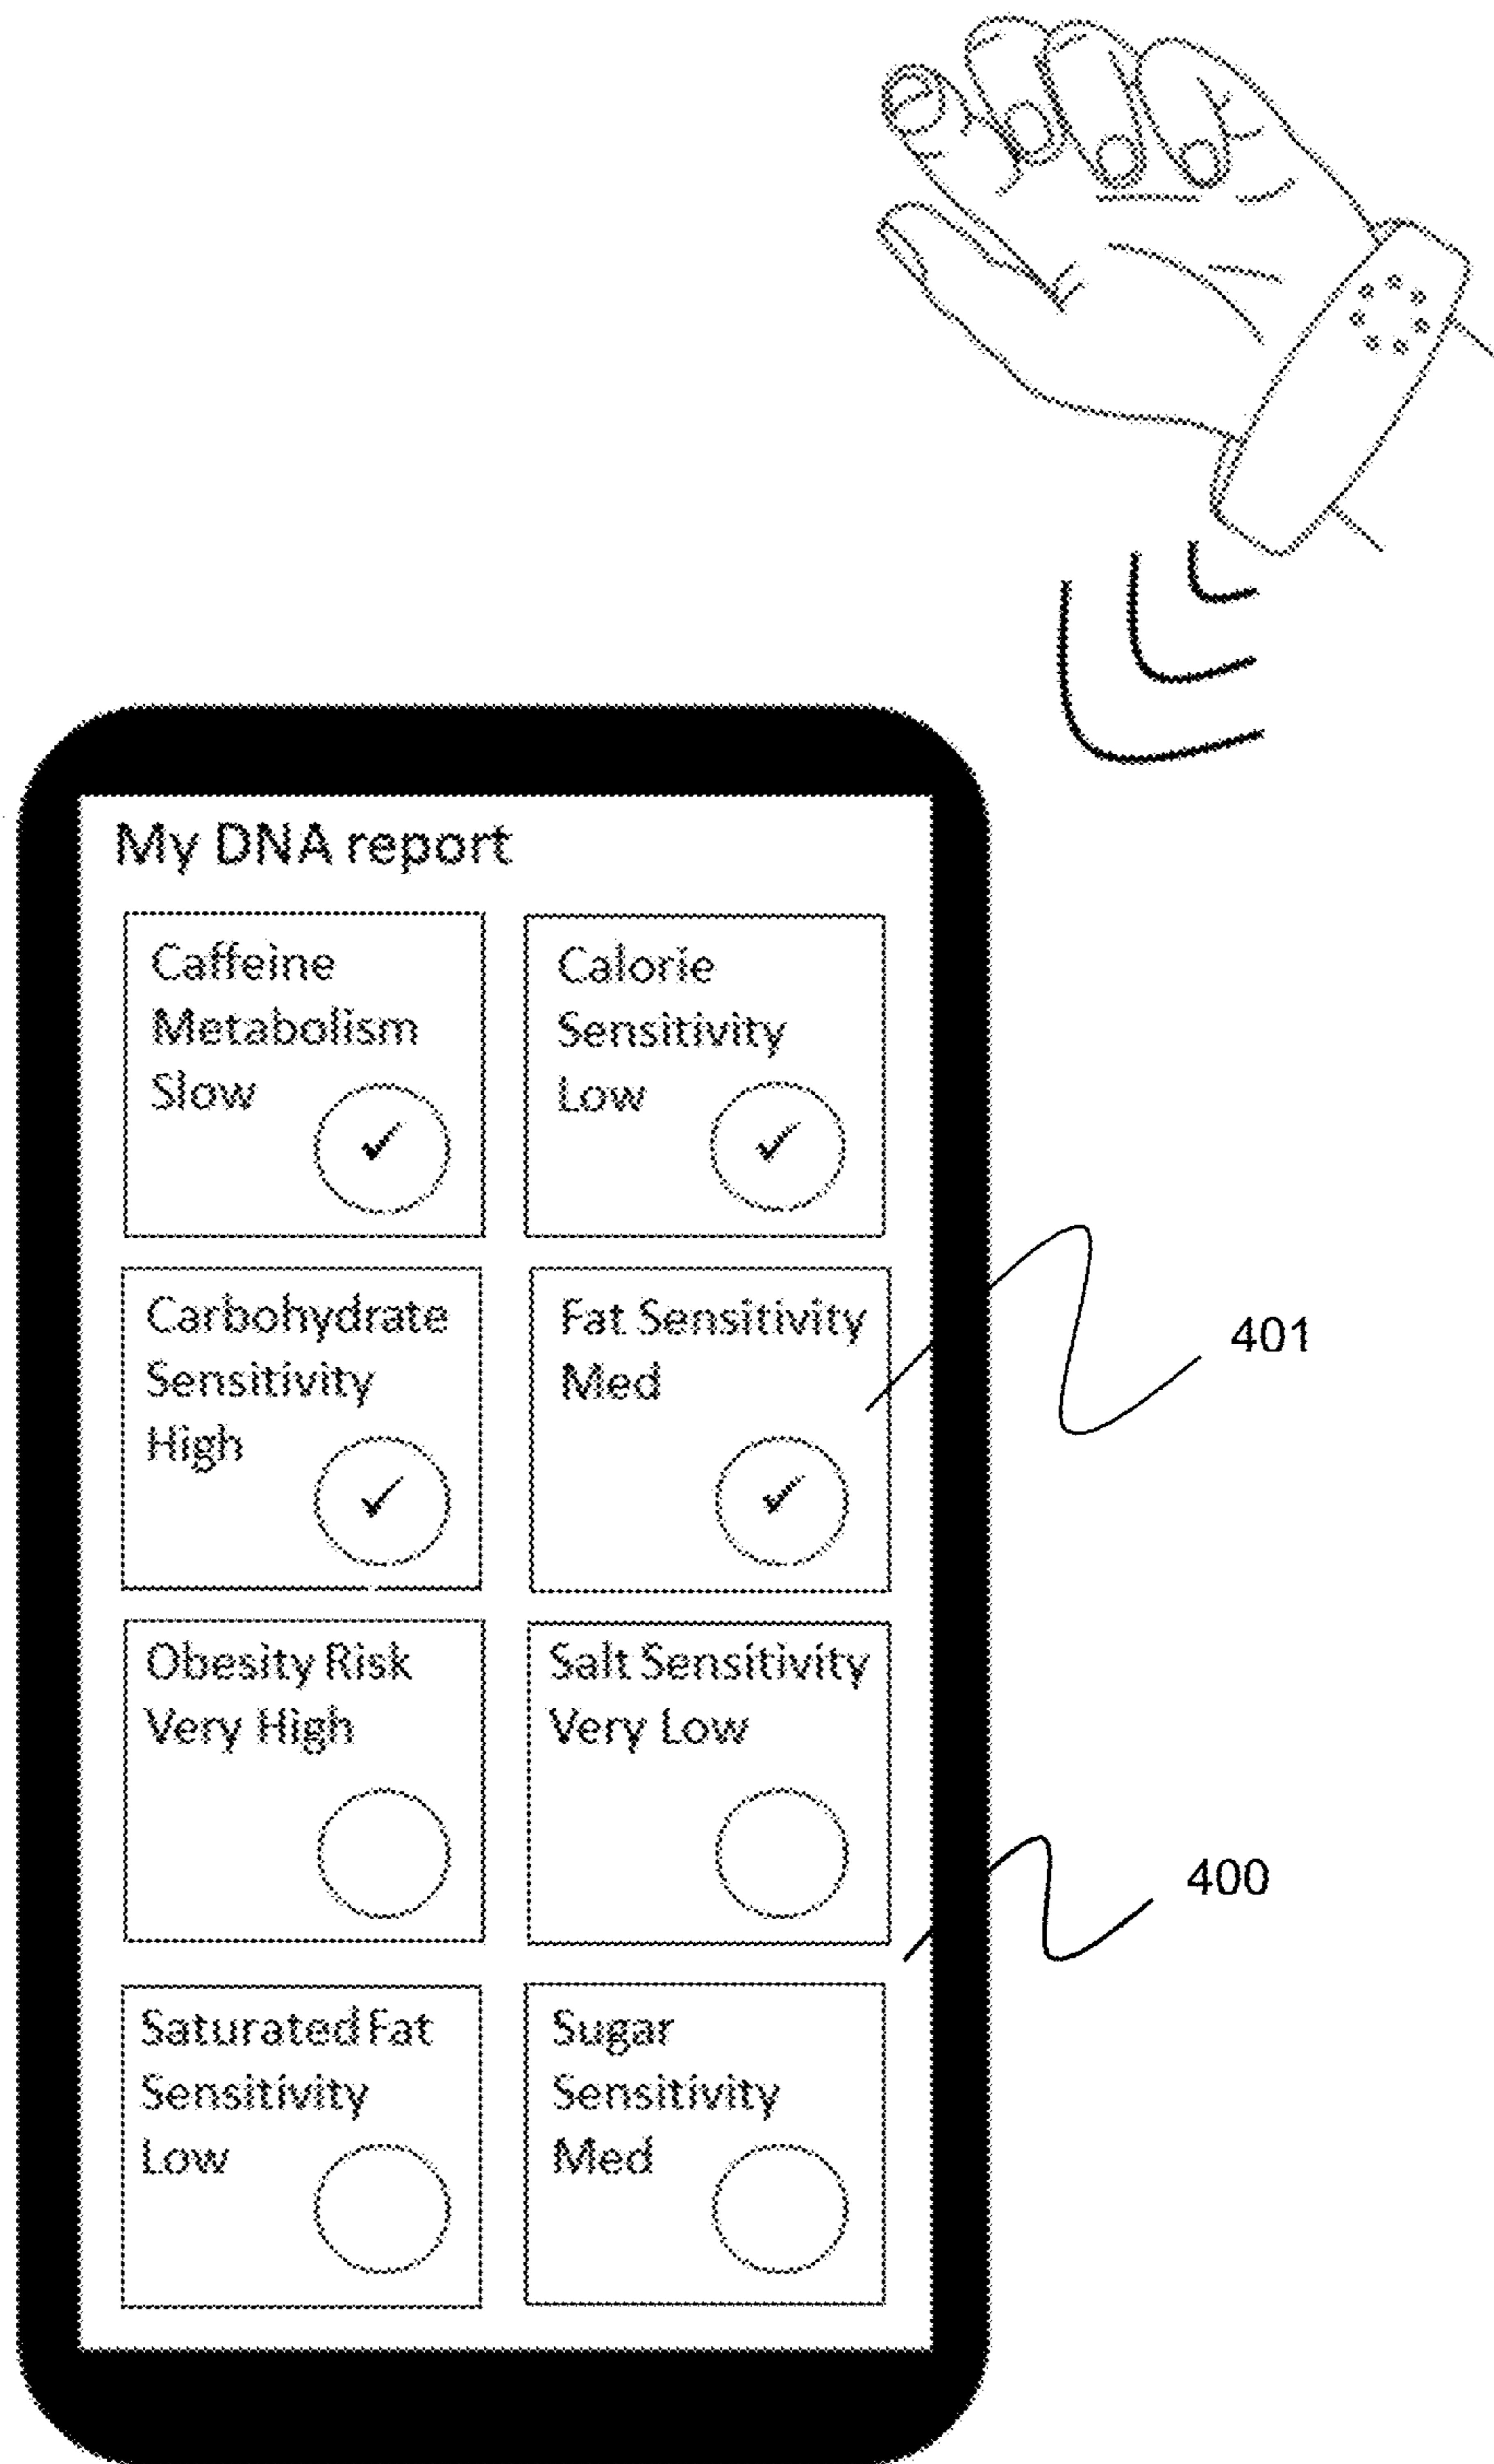 My DNA report
Caffeine
Metabolism
Slow
Calorie
Sensitivity
Low
Carbohydrate
Sensitivity
High
Fat Sensitivity
Med
401
Obesity Risk
Very High
Salt Sensitivity
Very Low
400
Saturated Fat
Sensitivity
Low
Sugar
Sensitivity
Med